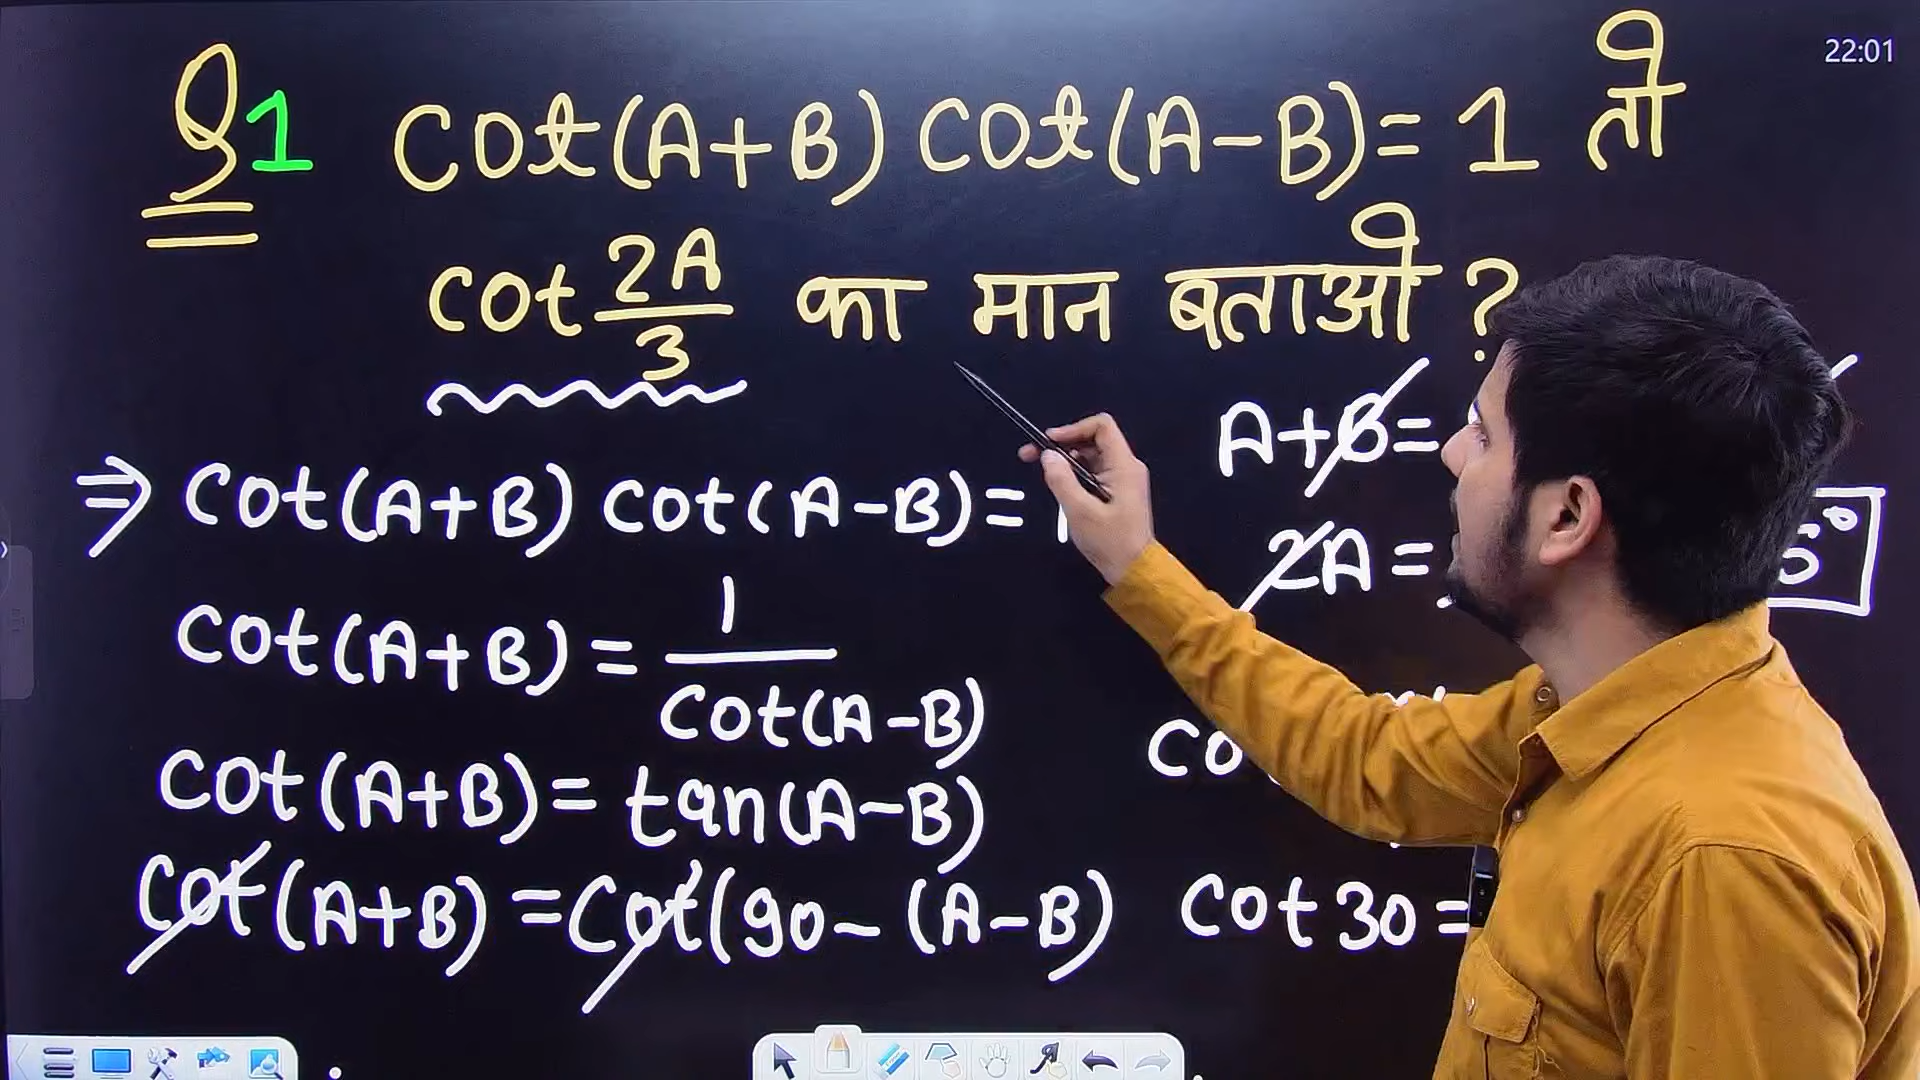 22:01
Q1 cot(A+B) cot(A-B)= 1 तो
cot 2A/3 का मान बताओ ?
⇒ cot(A+B) cot(A-B)=
cot(A+B) = 1/cot(A-B)
cot(A+B)= tan(A-B)
cot(A+B) =cot(90-(A-B)
A+B=
2A=
cot 30 =